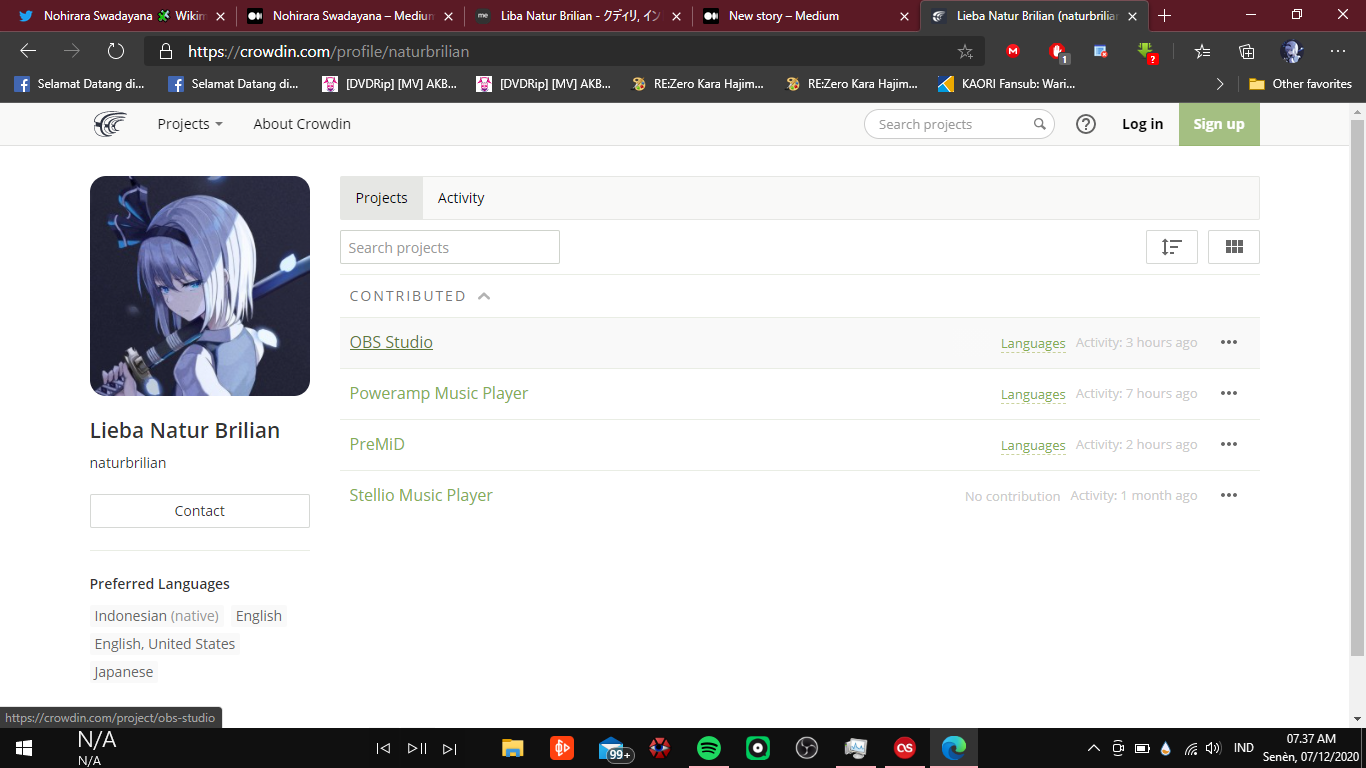 Nohirara Swadayana 🧩 Wikim
Nohirara Swadayana – Medium
Liba Natur Brilian - クディリ, イン
New story – Medium
Lieba Natur Brilian (naturbrilian
https://crowdin.com/profile/naturbrilian
1
?
Selamat Datang di...
Selamat Datang di...
[DVDRip] [MV] AKB...
[DVDRip] [MV] AKB...
RE:Zero Kara Hajim...
RE:Zero Kara Hajim...
KAORI Fansub: Wari...
Other favorites
Projects
About Crowdin
Search projects
Log in
Sign up
Projects
Activity
Search projects
CONTRIBUTED
OBS Studio
Languages
Activity: 3 hours ago
Poweramp Music Player
Languages
Activity: 7 hours ago
PreMiD
Languages
Activity: 2 hours ago
Stellio Music Player
No contribution
Activity: 1 month ago
Lieba Natur Brilian
naturbrilian
Contact
Preferred Languages
Indonesian (native)
English
English, United States
Japanese
https://crowdin.com/project/obs-studio
N/A
N/A
99+
IND
07.37 AM
Senèn, 07/12/2020